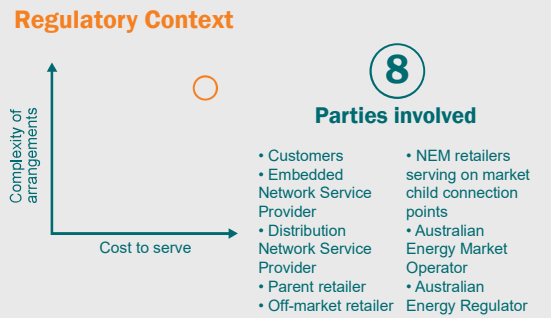 Regulatory Context
Complexity of
arrangements
Cost to serve
8
Parties involved
• Customers
• Embedded
Network Service
Provider
• Distribution
Network Service
Provider
• Parent retailer
• Off-market retailer
• NEM retailers
serving on market
child connection
points
• Australian
Energy Market
Operator
• Australian
Energy Regulator